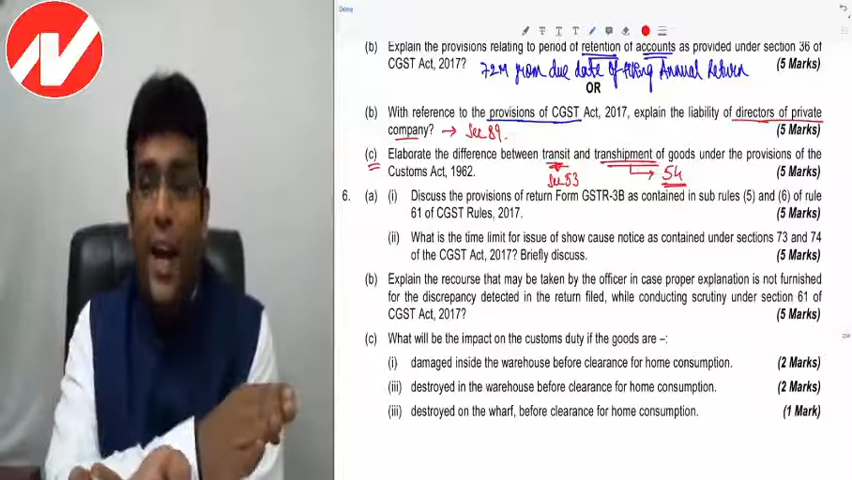 Done
(b) Explain the provisions relating to period of retention of accounts as provided under section 36 of
CGST Act, 2017? 72M from due date of filing Annual Return (5 Marks)
OR
(b) With reference to the provisions of CGST Act, 2017, explain the liability of directors of private
company? → Sec 89. (5 Marks)
(c) Elaborate the difference between transit and transhipment of goods under the provisions of the
Customs Act, 1962. Sec 53 54 (5 Marks)
6. (a) (i) Discuss the provisions of return Form GSTR-3B as contained in sub rules (5) and (6) of rule
61 of CGST Rules, 2017. (5 Marks)
(ii) What is the time limit for issue of show cause notice as contained under sections 73 and 74
of the CGST Act, 2017? Briefly discuss. (5 Marks)
(b) Explain the recourse that may be taken by the officer in case proper explanation is not furnished
for the discrepancy detected in the return filed, while conducting scrutiny under section 61 of
CGST Act, 2017? (5 Marks)
(c) What will be the impact on the customs duty if the goods are –:
(i) damaged inside the warehouse before clearance for home consumption. (2 Marks)
(iii) destroyed in the warehouse before clearance for home consumption. (2 Marks)
(iii) destroyed on the wharf, before clearance for home consumption. (1 Mark)